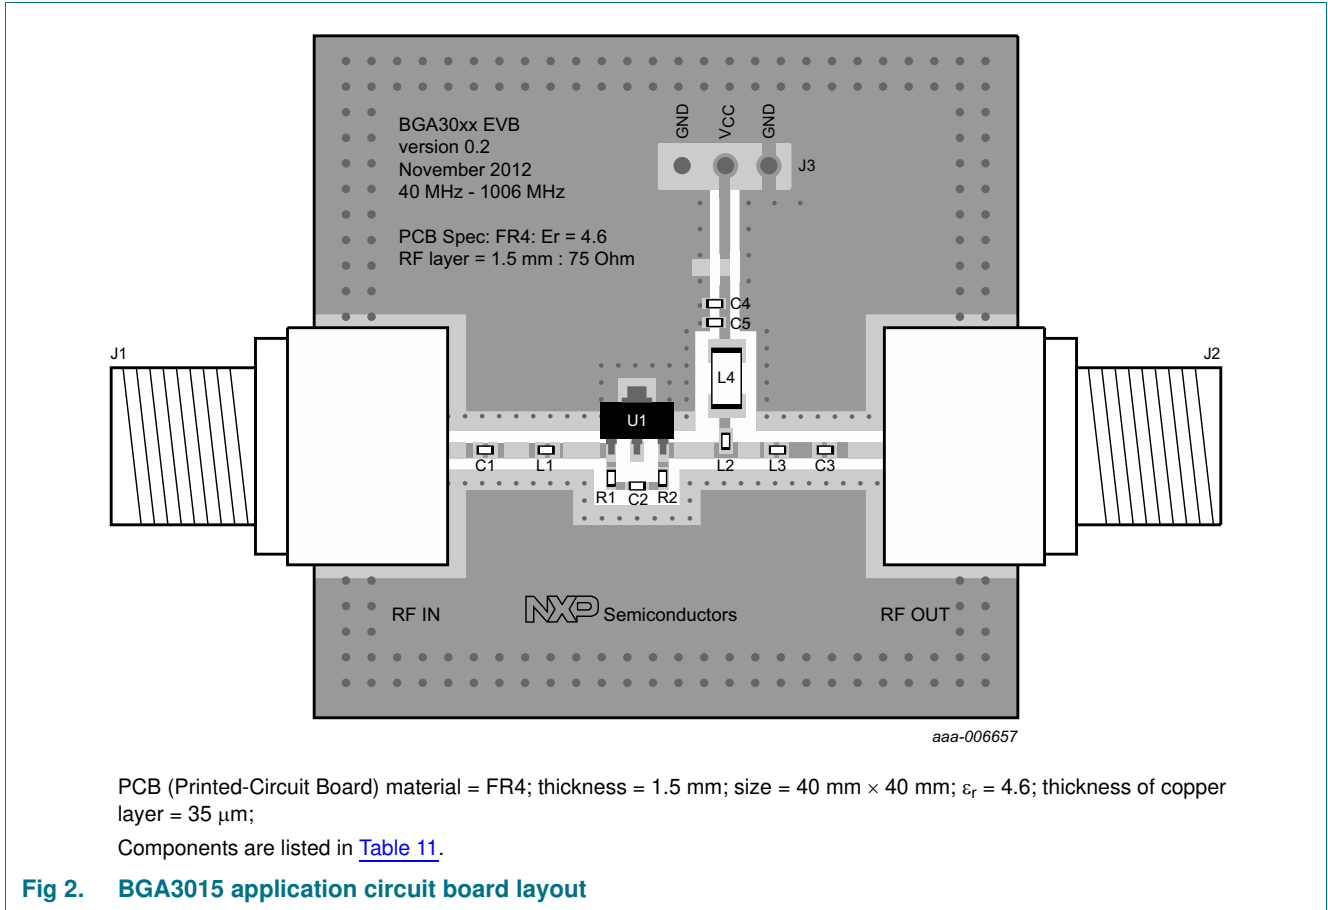 BGA30xx EVB
version 0.2
November 2012
40 MHz - 1006 MHz
PCB Spec: FR4: Er = 4.6
RF layer = 1.5 mm : 75 Ohm
GND
VCC
GND
J3
C4
C5
J1
J2
L4
U1
C1
L1
L2
L3
C3
R1
C2
R2
RF IN
NXP Semiconductors
RF OUT
aaa-006657
PCB (Printed-Circuit Board) material = FR4; thickness = 1.5 mm; size = 40 mm × 40 mm; εr = 4.6; thickness of copper
layer = 35 μm;
Components are listed in Table 11.
Fig 2. BGA3015 application circuit board layout